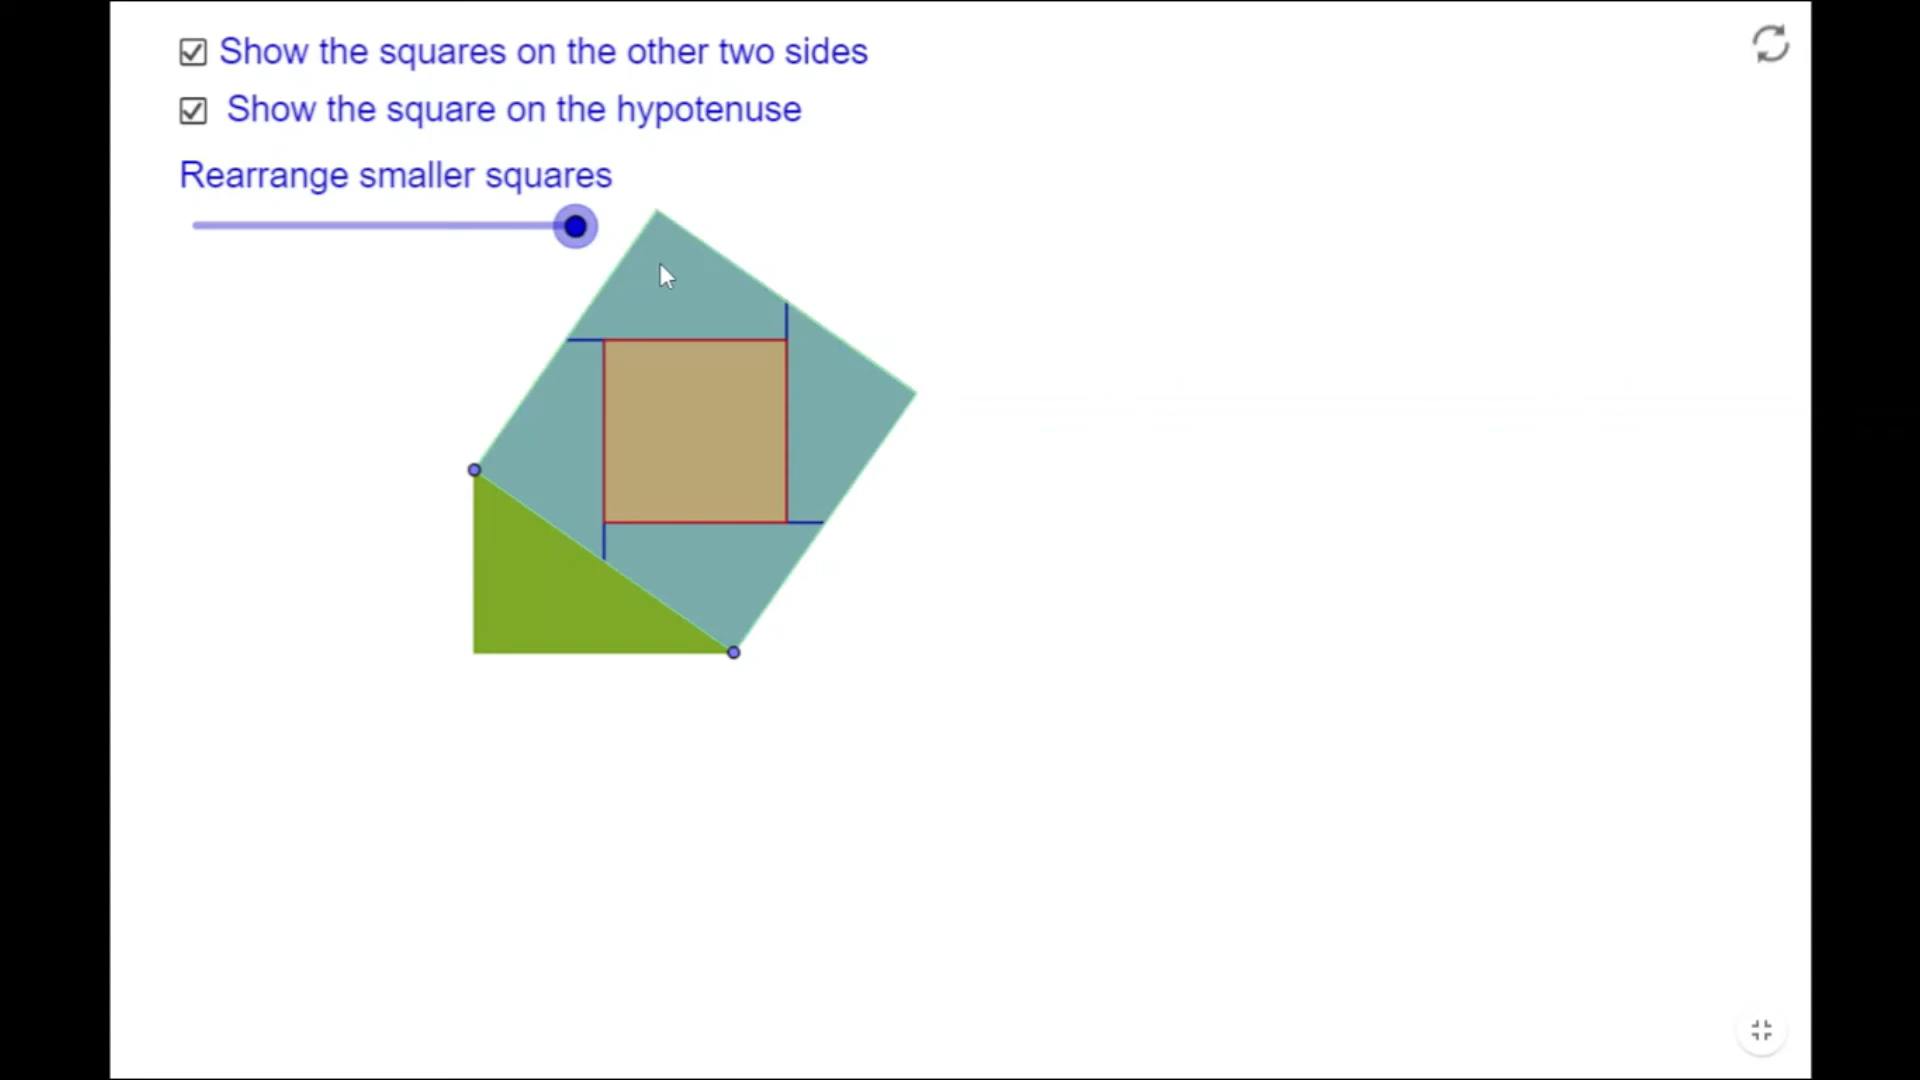 Show the squares on the other two sides
Show the square on the hypotenuse
Rearrange smaller squares